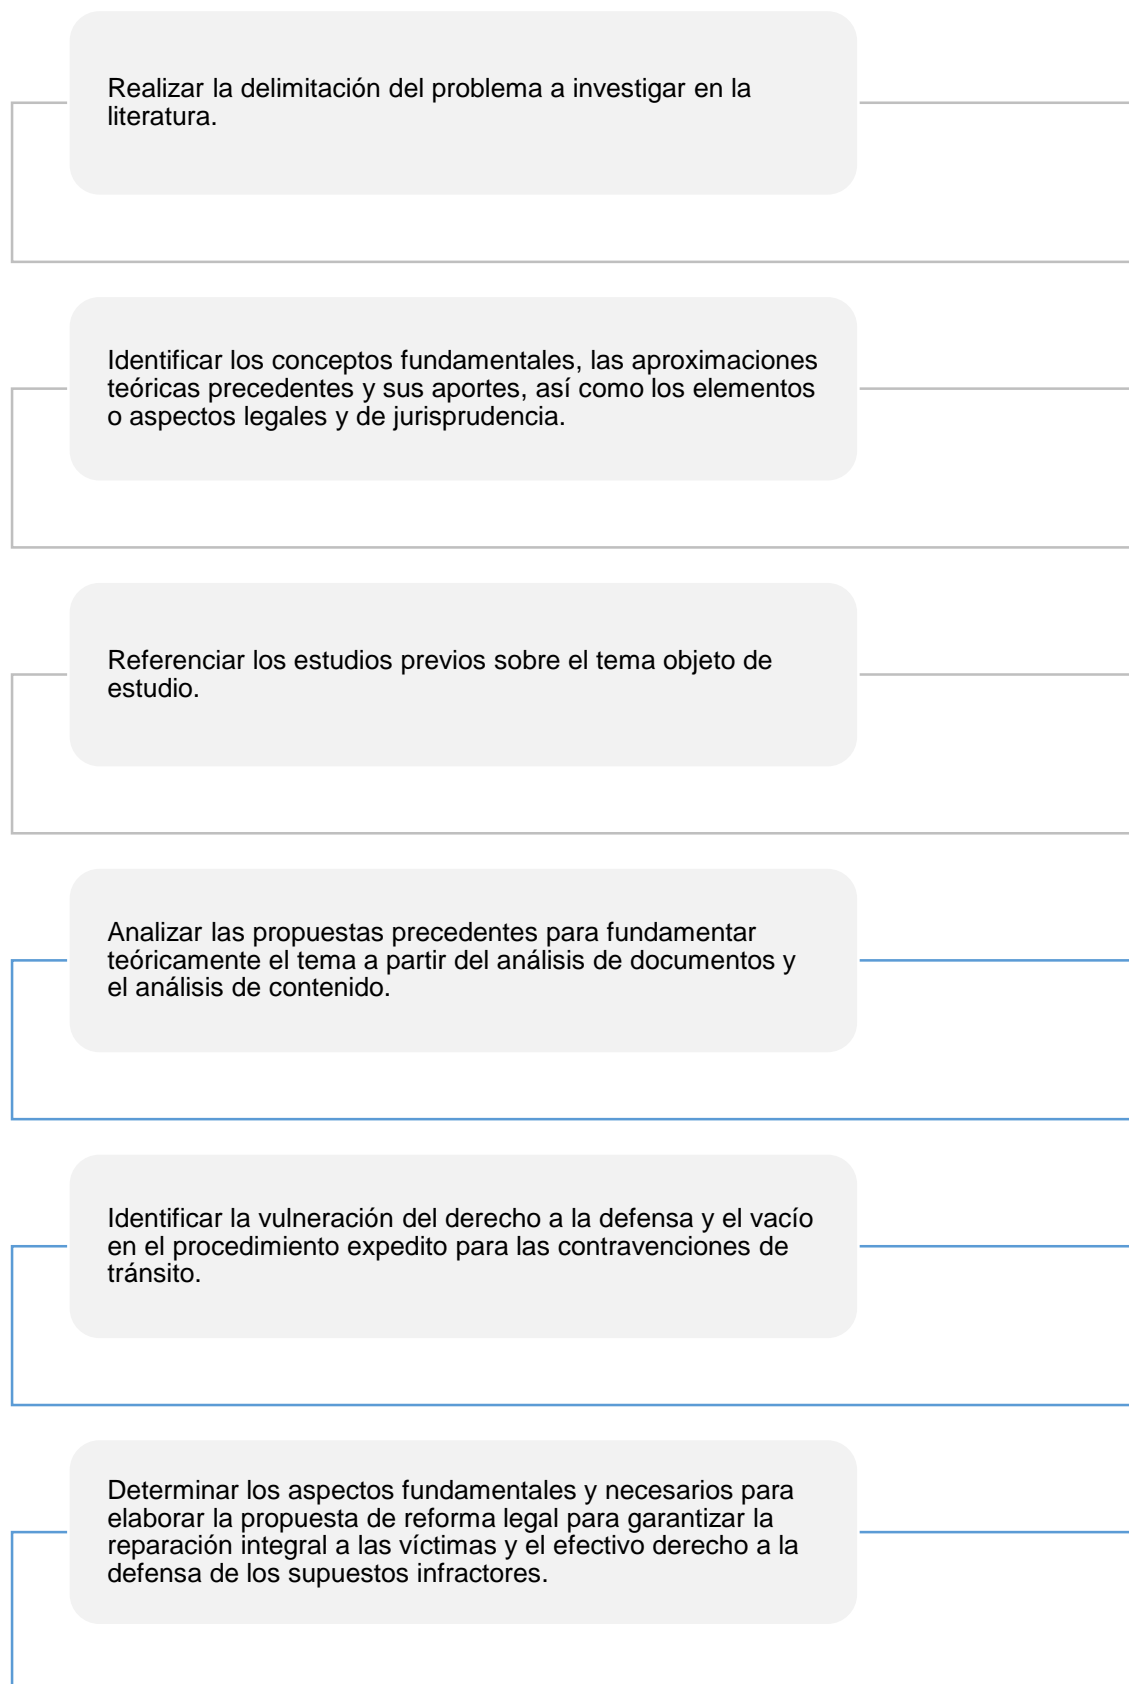 Realizar la delimitación del problema a investigar en la
literatura.
Identificar los conceptos fundamentales, las aproximaciones
teóricas precedentes y sus aportes, así como los elementos
o aspectos legales y de jurisprudencia.
Referenciar los estudios previos sobre el tema objeto de
estudio.
Analizar las propuestas precedentes para fundamentar
teóricamente el tema a partir del análisis de documentos y
el análisis de contenido.
Identificar la vulneración del derecho a la defensa y el vacío
en el procedimiento expedito para las contravenciones de
tránsito.
Determinar los aspectos fundamentales y necesarios para
elaborar la propuesta de reforma legal para garantizar la
reparación integral a las víctimas y el efectivo derecho a la
defensa de los supuestos infractores.